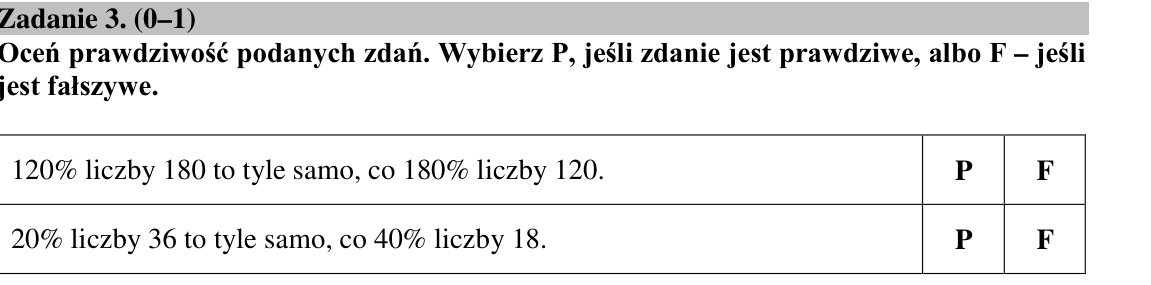 Zadanie 3. (0–1)
Oceń prawdziwość podanych zdań. Wybierz P, jeśli zdanie jest prawdziwe, albo F – jeśli
jest fałszywe.
120% liczby 180 to tyle samo, co 180% liczby 120. P F
20% liczby 36 to tyle samo, co 40% liczby 18. P F